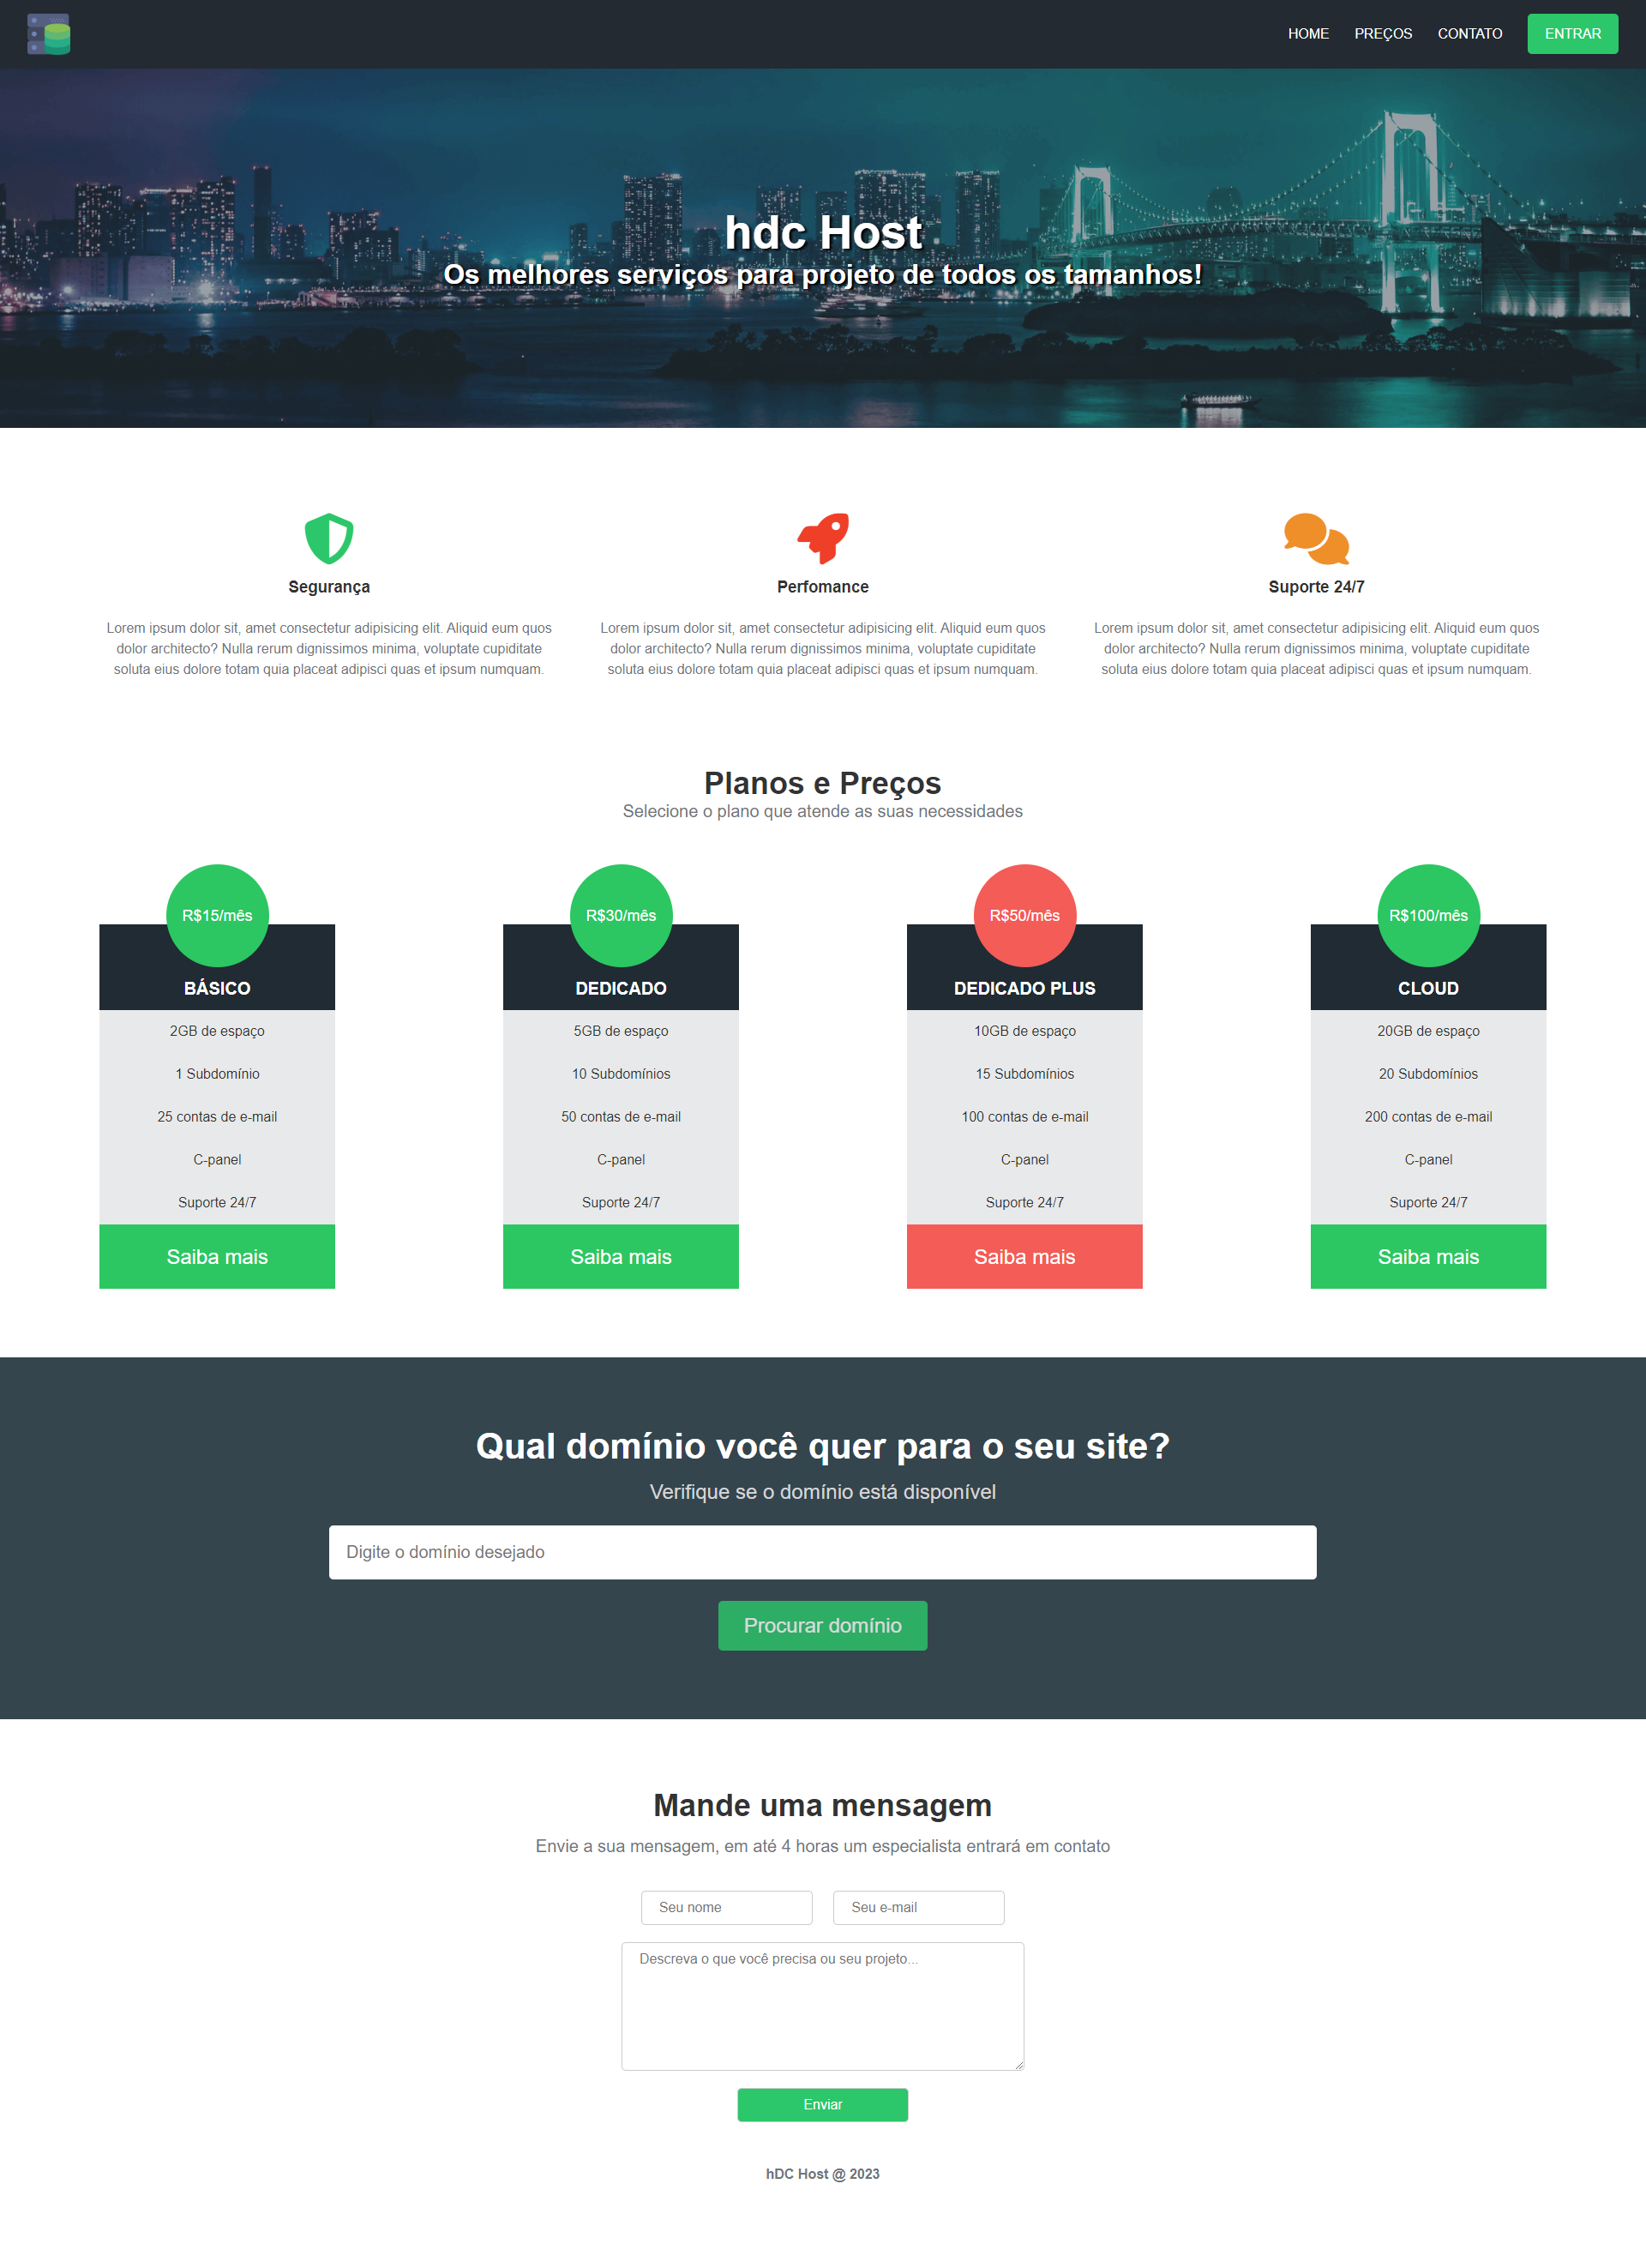 HOME PREÇOS CONTATO ENTRAR
hdc Host
Os melhores serviços para projeto de todos os tamanhos!
Segurança
Lorem ipsum dolor sit, amet consectetur adipisicing elit. Aliquid eum quos
dolor architecto? Nulla rerum dignissimos minima, voluptate cupiditate
soluta eius dolore totam quia placeat adipisci quas et ipsum numquam.
Perfomance
Lorem ipsum dolor sit, amet consectetur adipisicing elit. Aliquid eum quos
dolor architecto? Nulla rerum dignissimos minima, voluptate cupiditate
soluta eius dolore totam quia placeat adipisci quas et ipsum numquam.
Suporte 24/7
Lorem ipsum dolor sit, amet consectetur adipisicing elit. Aliquid eum quos
dolor architecto? Nulla rerum dignissimos minima, voluptate cupiditate
soluta eius dolore totam quia placeat adipisci quas et ipsum numquam.
Planos e Preços
Selecione o plano que atende as suas necessidades
R$15/mês
BÁSICO
2GB de espaço
1 Subdomínio
25 contas de e-mail
C-panel
Suporte 24/7
Saiba mais
R$30/mês
DEDICADO
5GB de espaço
10 Subdomínios
50 contas de e-mail
C-panel
Suporte 24/7
Saiba mais
R$50/mês
DEDICADO PLUS
10GB de espaço
15 Subdomínios
100 contas de e-mail
C-panel
Suporte 24/7
Saiba mais
R$100/mês
CLOUD
20GB de espaço
20 Subdomínios
200 contas de e-mail
C-panel
Suporte 24/7
Saiba mais
Qual domínio você quer para o seu site?
Verifique se o domínio está disponível
Digite o domínio desejado
Procurar domínio
Mande uma mensagem
Envie a sua mensagem, em até 4 horas um especialista entrará em contato
Seu nome
Seu e-mail
Descreva o que você precisa ou seu projeto...
Enviar
hDC Host @ 2023